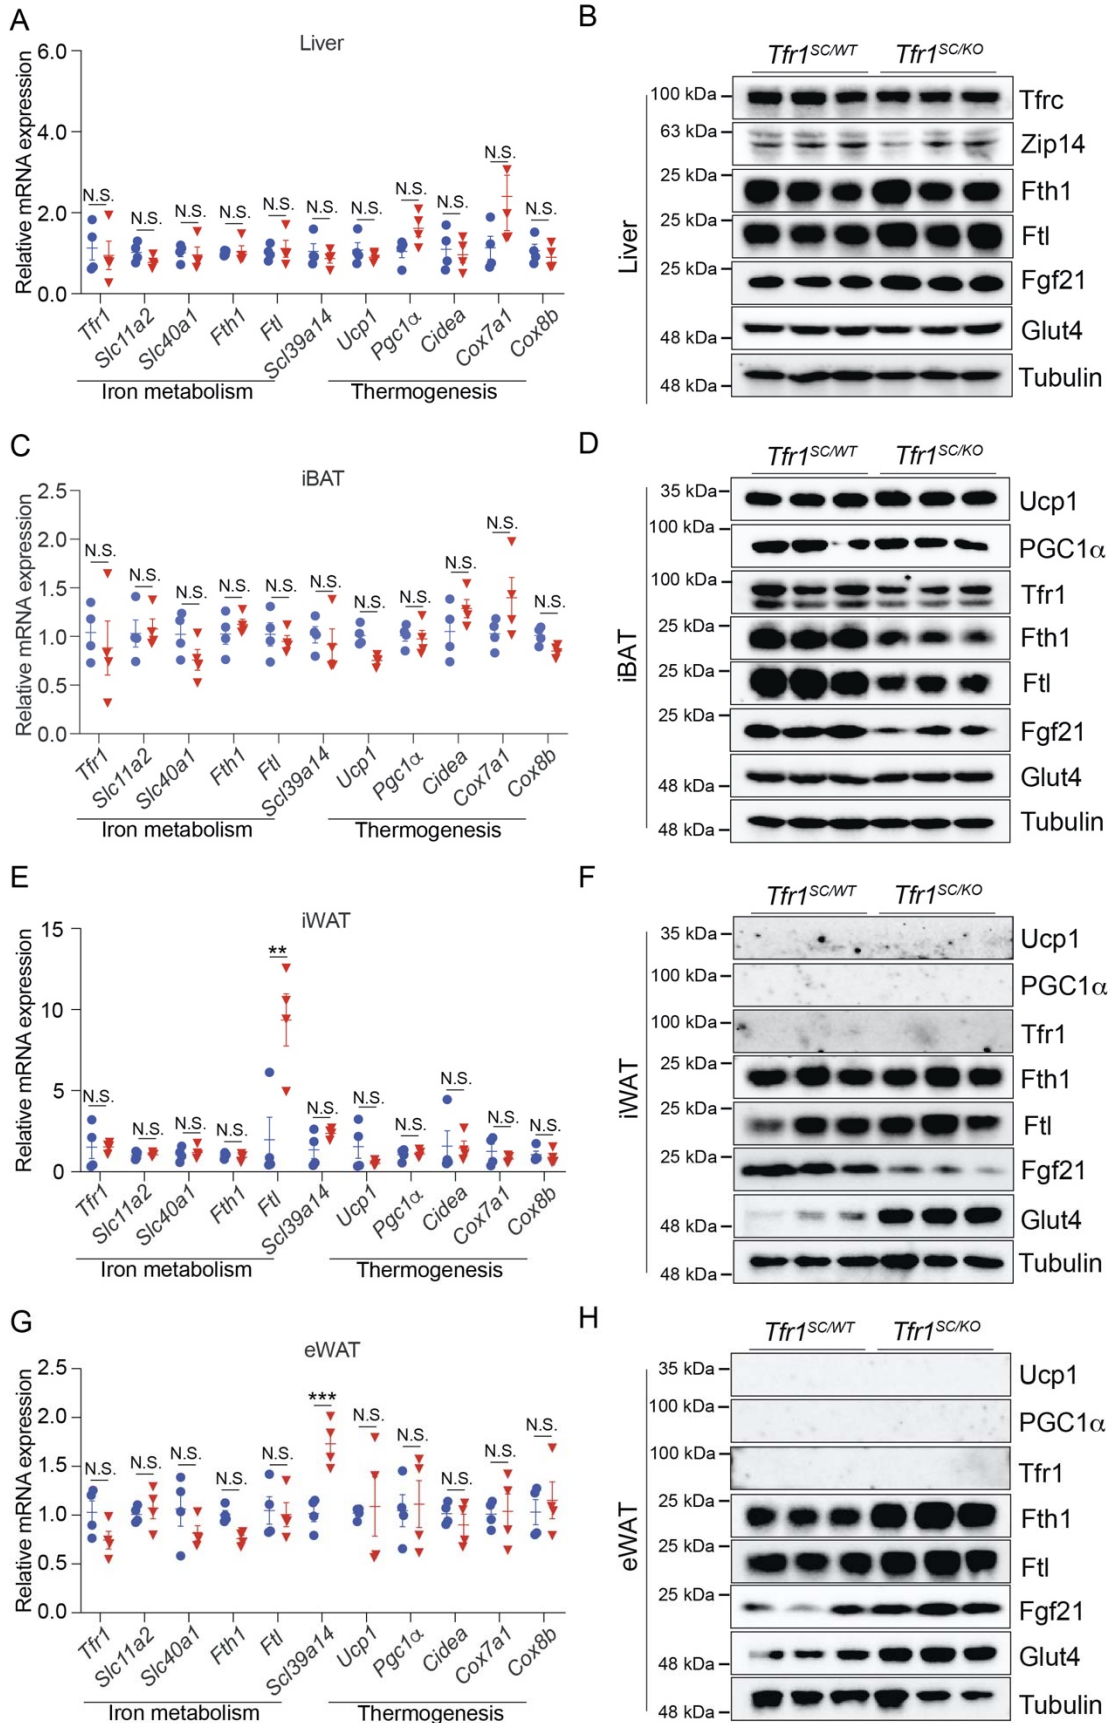 A
Liver
Relative mRNA expression
6.0
4.0
2.0
0.0
N.S. N.S. N.S. N.S. N.S. N.S. N.S. N.S. N.S. N.S. N.S.
Tfr1 Slc11a2 Slc40a1 Fth1 Ftl Scl39a14 Ucp1 Pgc1α Cidea Cox7a1 Cox8b
Iron metabolism Thermogenesis
B
Tfr1SC/WT Tfr1SC/KO
Liver
100 kDa Tfrc
63 kDa Zip14
25 kDa Fth1
25 kDa Ftl
25 kDa Fgf21
48 kDa Glut4
48 kDa Tubulin
C
iBAT
Relative mRNA expression
2.5
2.0
1.5
1.0
0.5
0.0
N.S. N.S. N.S. N.S. N.S. N.S. N.S. N.S. N.S. N.S. N.S.
Tfr1 Slc11a2 Slc40a1 Fth1 Ftl Scl39a14 Ucp1 Pgc1α Cidea Cox7a1 Cox8b
Iron metabolism Thermogenesis
D
Tfr1SC/WT Tfr1SC/KO
iBAT
35 kDa Ucp1
100 kDa PGC1α
100 kDa Tfr1
25 kDa Fth1
25 kDa Ftl
25 kDa Fgf21
48 kDa Glut4
48 kDa Tubulin
E
iWAT
Relative mRNA expression
15
10
5
0
N.S. N.S. N.S. N.S. ** N.S. N.S. N.S. N.S. N.S. N.S.
Tfr1 Slc11a2 Slc40a1 Fth1 Ftl Scl39a14 Ucp1 Pgc1α Cidea Cox7a1 Cox8b
Iron metabolism Thermogenesis
F
Tfr1SC/WT Tfr1SC/KO
iWAT
35 kDa Ucp1
100 kDa PGC1α
100 kDa Tfr1
25 kDa Fth1
25 kDa Ftl
25 kDa Fgf21
48 kDa Glut4
48 kDa Tubulin
G
eWAT
Relative mRNA expression
2.5
2.0
1.5
1.0
0.5
0.0
N.S. N.S. N.S. N.S. N.S. *** N.S. N.S. N.S. N.S. N.S.
Tfr1 Slc11a2 Slc40a1 Fth1 Ftl Scl39a14 Ucp1 Pgc1α Cidea Cox7a1 Cox8b
Iron metabolism Thermogenesis
H
Tfr1SC/WT Tfr1SC/KO
eWAT
35 kDa Ucp1
100 kDa PGC1α
100 kDa Tfr1
25 kDa Fth1
25 kDa Ftl
25 kDa Fgf21
48 kDa Glut4
48 kDa Tubulin